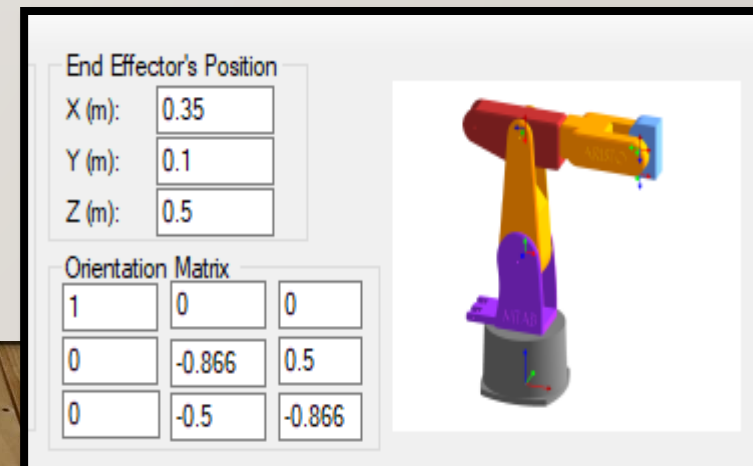 End Effector's Position
X (m): 0.35
Y (m): 0.1
Z (m): 0.5
Orientation Matrix
1 0 0
0 -0.866 0.5
0 -0.5 -0.866